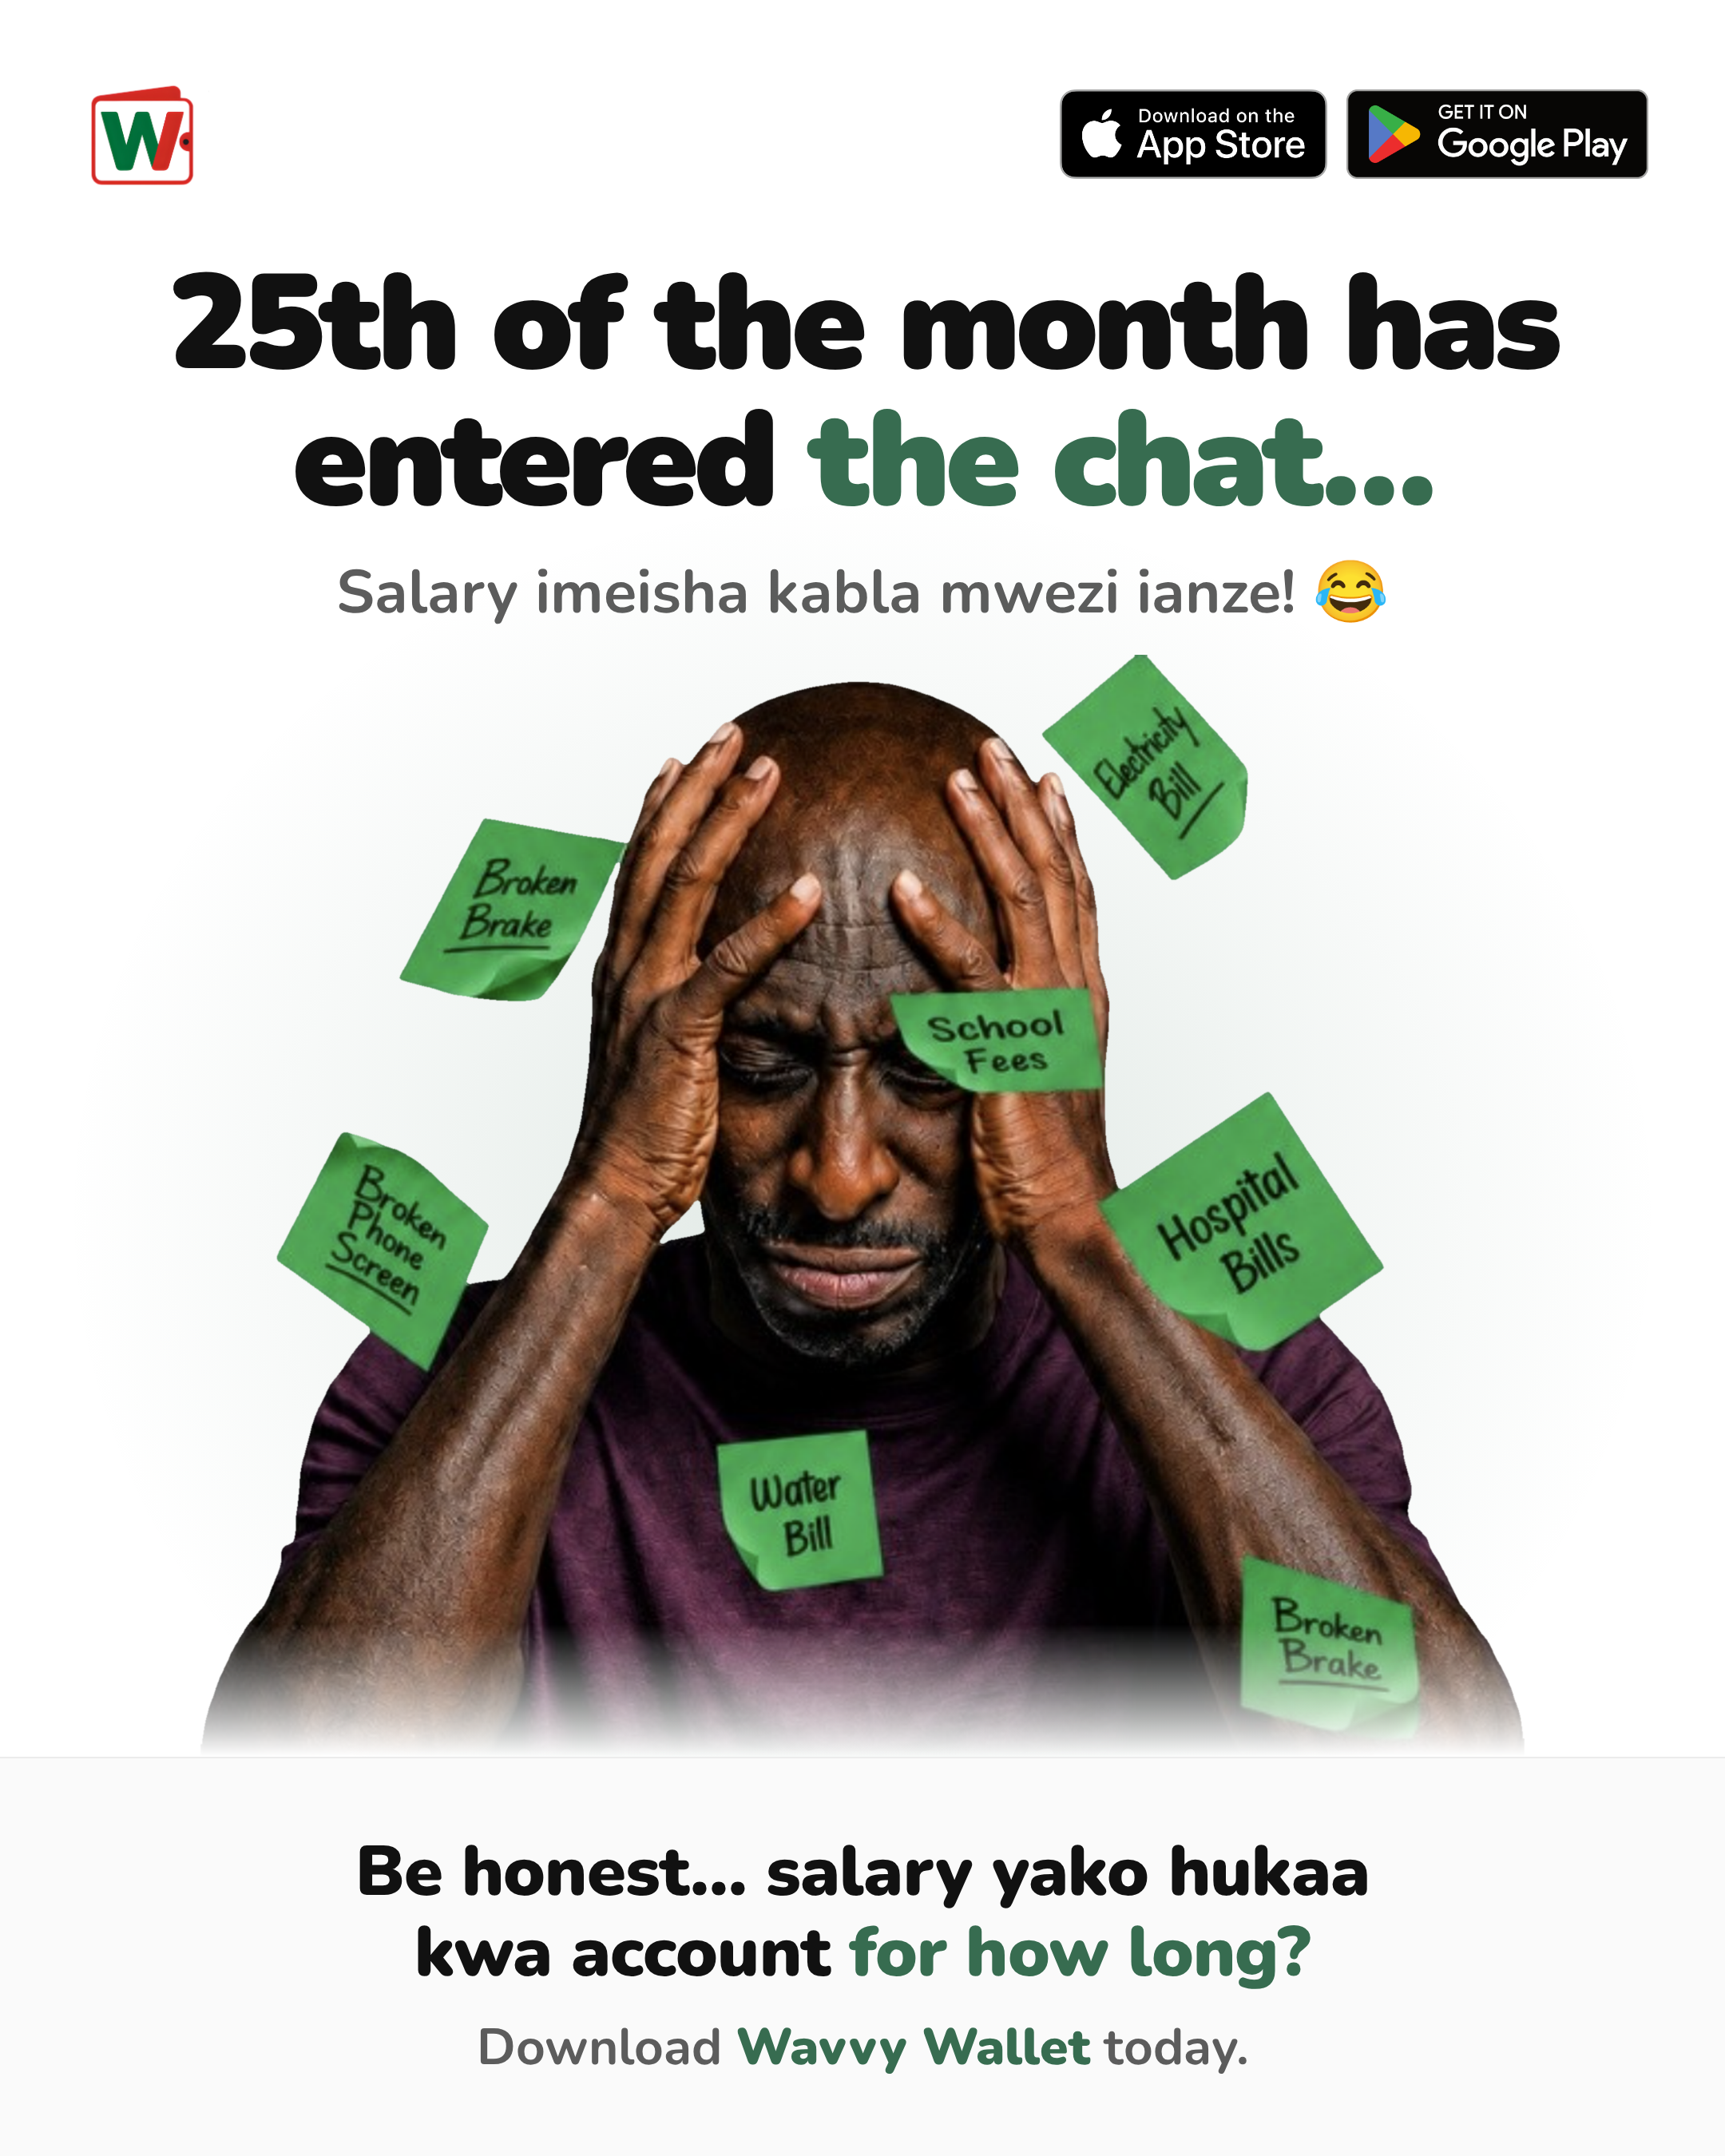 W
Download on the
App Store
GET IT ON
Google Play
25th of the month has
entered the chat...
Salary imeisha kabla mwezi ianze! 😂
Electricity
Bill
Broken
Brake
School
Fees
Broken
Phone
Screen
Hospital
Bills
Water
Bill
Broken
Brake
Be honest... salary yako hukaa
kwa account for how long?
Download Wavvy Wallet today.